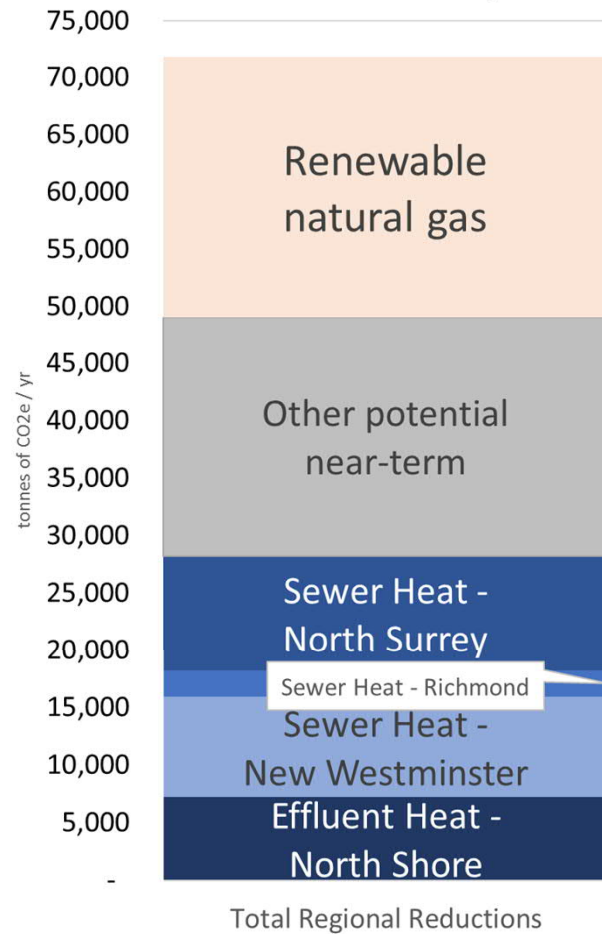 75,000
70,000
65,000
60,000
55,000
50,000
45,000
40,000
35,000
30,000
25,000
20,000
15,000
10,000
5,000
-
tonnes of CO2e / yr
Renewable
natural gas
Other potential
near-term
Sewer Heat -
North Surrey
Sewer Heat - Richmond
Sewer Heat -
New Westminster
Effluent Heat -
North Shore
Total Regional Reductions